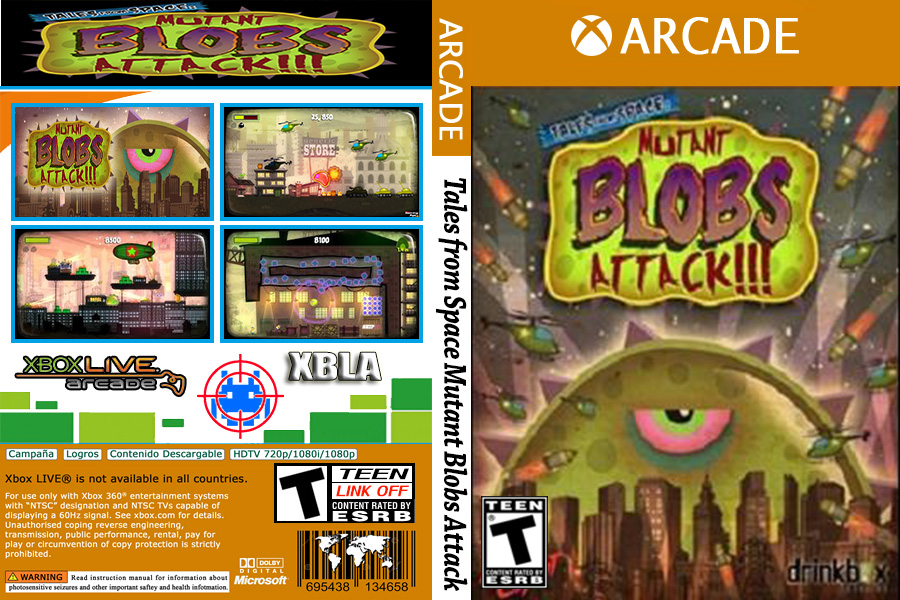 TALES FROM SPACE:
MUTANT
BLOBS
ATTACK!!!
MUTANT
BLOBS
ATTACK!!!
25,850
STORE
8300
8100
XBOX LIVE
arcade
XBLA
Campaña
Logros
Contenido Descargable
HDTV 720p/1080i/1080p
Xbox LIVE® is not available in all countries.
For use only with Xbox 360® entertainment systems
with “NTSC” designation and NTSC TVs capable of
displaying a 60Hz signal. See xbox.com for details.
Unauthorised coping reverse engineering,
transmission, public performance, rental, pay for
play or circumvention of copy protection is strictly
prohibited.
WARNING Read instruction manual for information about
photosensitive seizures and other important saftey and health infotmation.
DOLBY
DIGITAL
Microsoft
T
TEEN
LINK OFF
CONTENT RATED BY
ESRB
695438 134658
ARCADE
Tales from Space Mutant Blobs Attack
ARCADE
TALES FROM SPACE
MUTANT
BLOBS
ATTACK!!!
TEEN
T
CONTENT RATED BY
ESRB
drinkbox